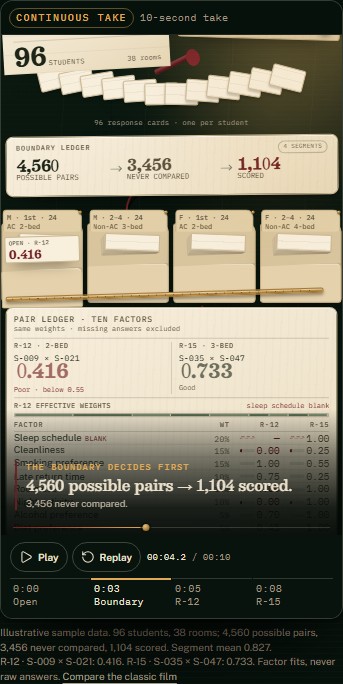 CONTINUOUS TAKE 10-second take
96 STUDENTS 38 rooms
96 response cards · one per student
BOUNDARY LEDGER 4 SEGMENTS
4,560 → 3,456 → 1,104
POSSIBLE PAIRS NEVER COMPARED SCORED
M · 1st · 24 M · 2-4 · 24 F · 1st · 24 F · 2-4 · 24
AC 2-bed Non-AC 3-bed AC 2-bed Non-AC 4-bed
OPEN · R-12
0.416
PAIR LEDGER · TEN FACTORS
same weights · missing answers excluded
R-12 · 2-BED R-15 · 3-BED
S-009 × S-021 S-035 × S-047
0.416 0.733
Poor · below 0.55 Good
R-12 EFFECTIVE WEIGHTS sleep schedule blank
FACTOR WT R-12 R-15
Sleep schedule BLANK 20% — 1.00
Cleanliness 15% 0.00 0.25
Smoking preference 15% 1.00 0.55
THE BOUNDARY DECIDES FIRST
Late return time 0.25
4,560 possible pairs → 1,104 scored.
3,456 never compared.
Play Replay 00:04.2 / 00:10
0:00 0:03 0:05 0:08
Open Boundary R-12 R-15
Illustrative sample data. 96 students, 38 rooms; 4,560 possible pairs,
3,456 never compared, 1,104 scored. Segment mean 0.827.
R-12 · S-009 × S-021: 0.416. R-15 · S-035 × S-047: 0.733. Factor fits, never
raw answers. Compare the classic film